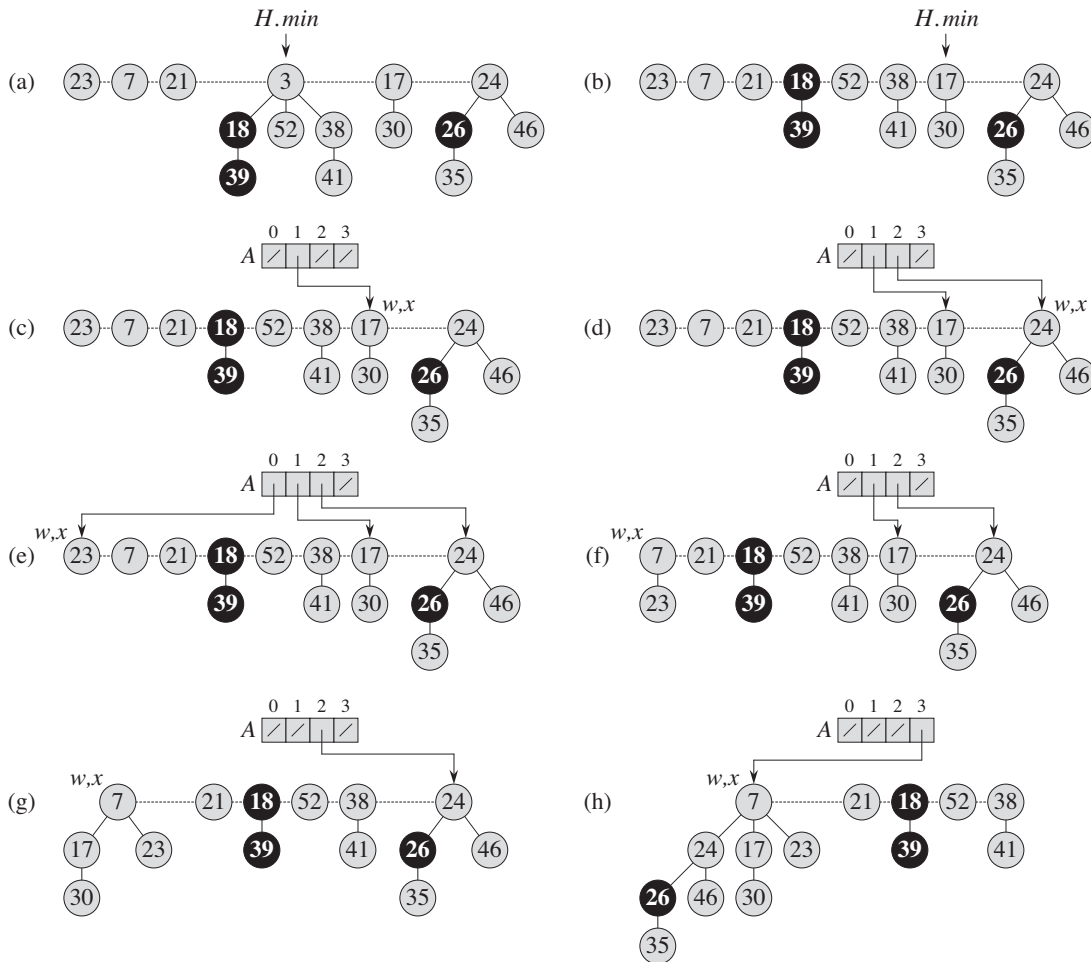 H.min
H.min
(a) 23 7 21 3 17 24
18 52 38 30 26 46
39 41 35
(b) 23 7 21 18 52 38 17 24
39 41 30 26 46
35
0 1 2 3
A
w,x
(c) 23 7 21 18 52 38 17 24
39 41 30 26 46
35
0 1 2 3
A
w,x
(d) 23 7 21 18 52 38 17 24
39 41 30 26 46
35
0 1 2 3
A
w,x
(e) 23 7 21 18 52 38 17 24
39 41 30 26 46
35
0 1 2 3
A
w,x
(f) 7 21 18 52 38 17 24
23 39 41 30 26 46
35
0 1 2 3
A
w,x
(g) 7 21 18 52 38 24
17 23 39 41 26 46
30 35
0 1 2 3
A
w,x
(h) 7 21 18 52 38
24 17 23 39 41
26 46 30
35